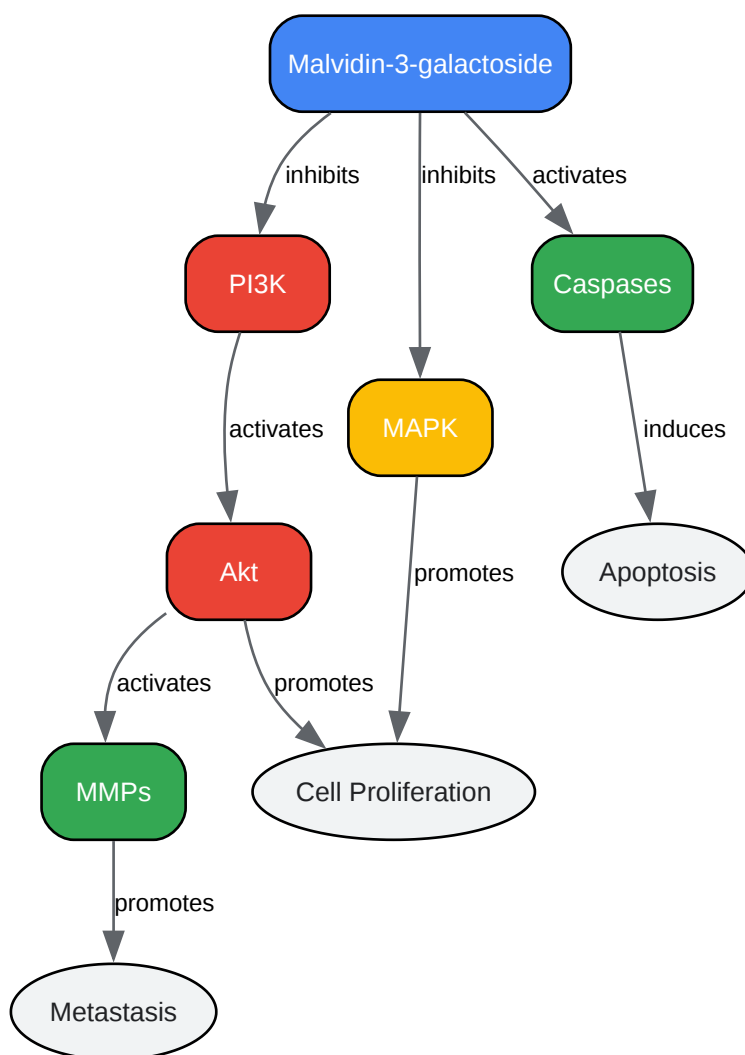 Malvidin-3-galactoside
inhibits
inhibits
activates
PI3K
Caspases
activates
MAPK
induces
Akt
promotes
Apoptosis
activates
promotes
MMPs
Cell Proliferation
promotes
Metastasis